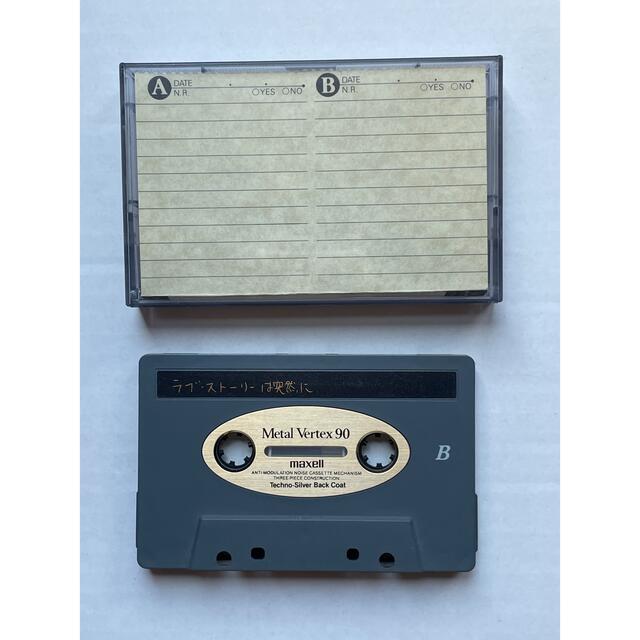 A DATE
N.R. ○YES ○NO
B DATE
N.R. ○YES ○NO
ラブ・ストーリーは突然に
Metal Vertex 90
maxell
ANTI-MODULATION NOISE CASSETTE MECHANISM
THREE-PIECE CONSTRUCTION
Techno-Silver Back Coat
B